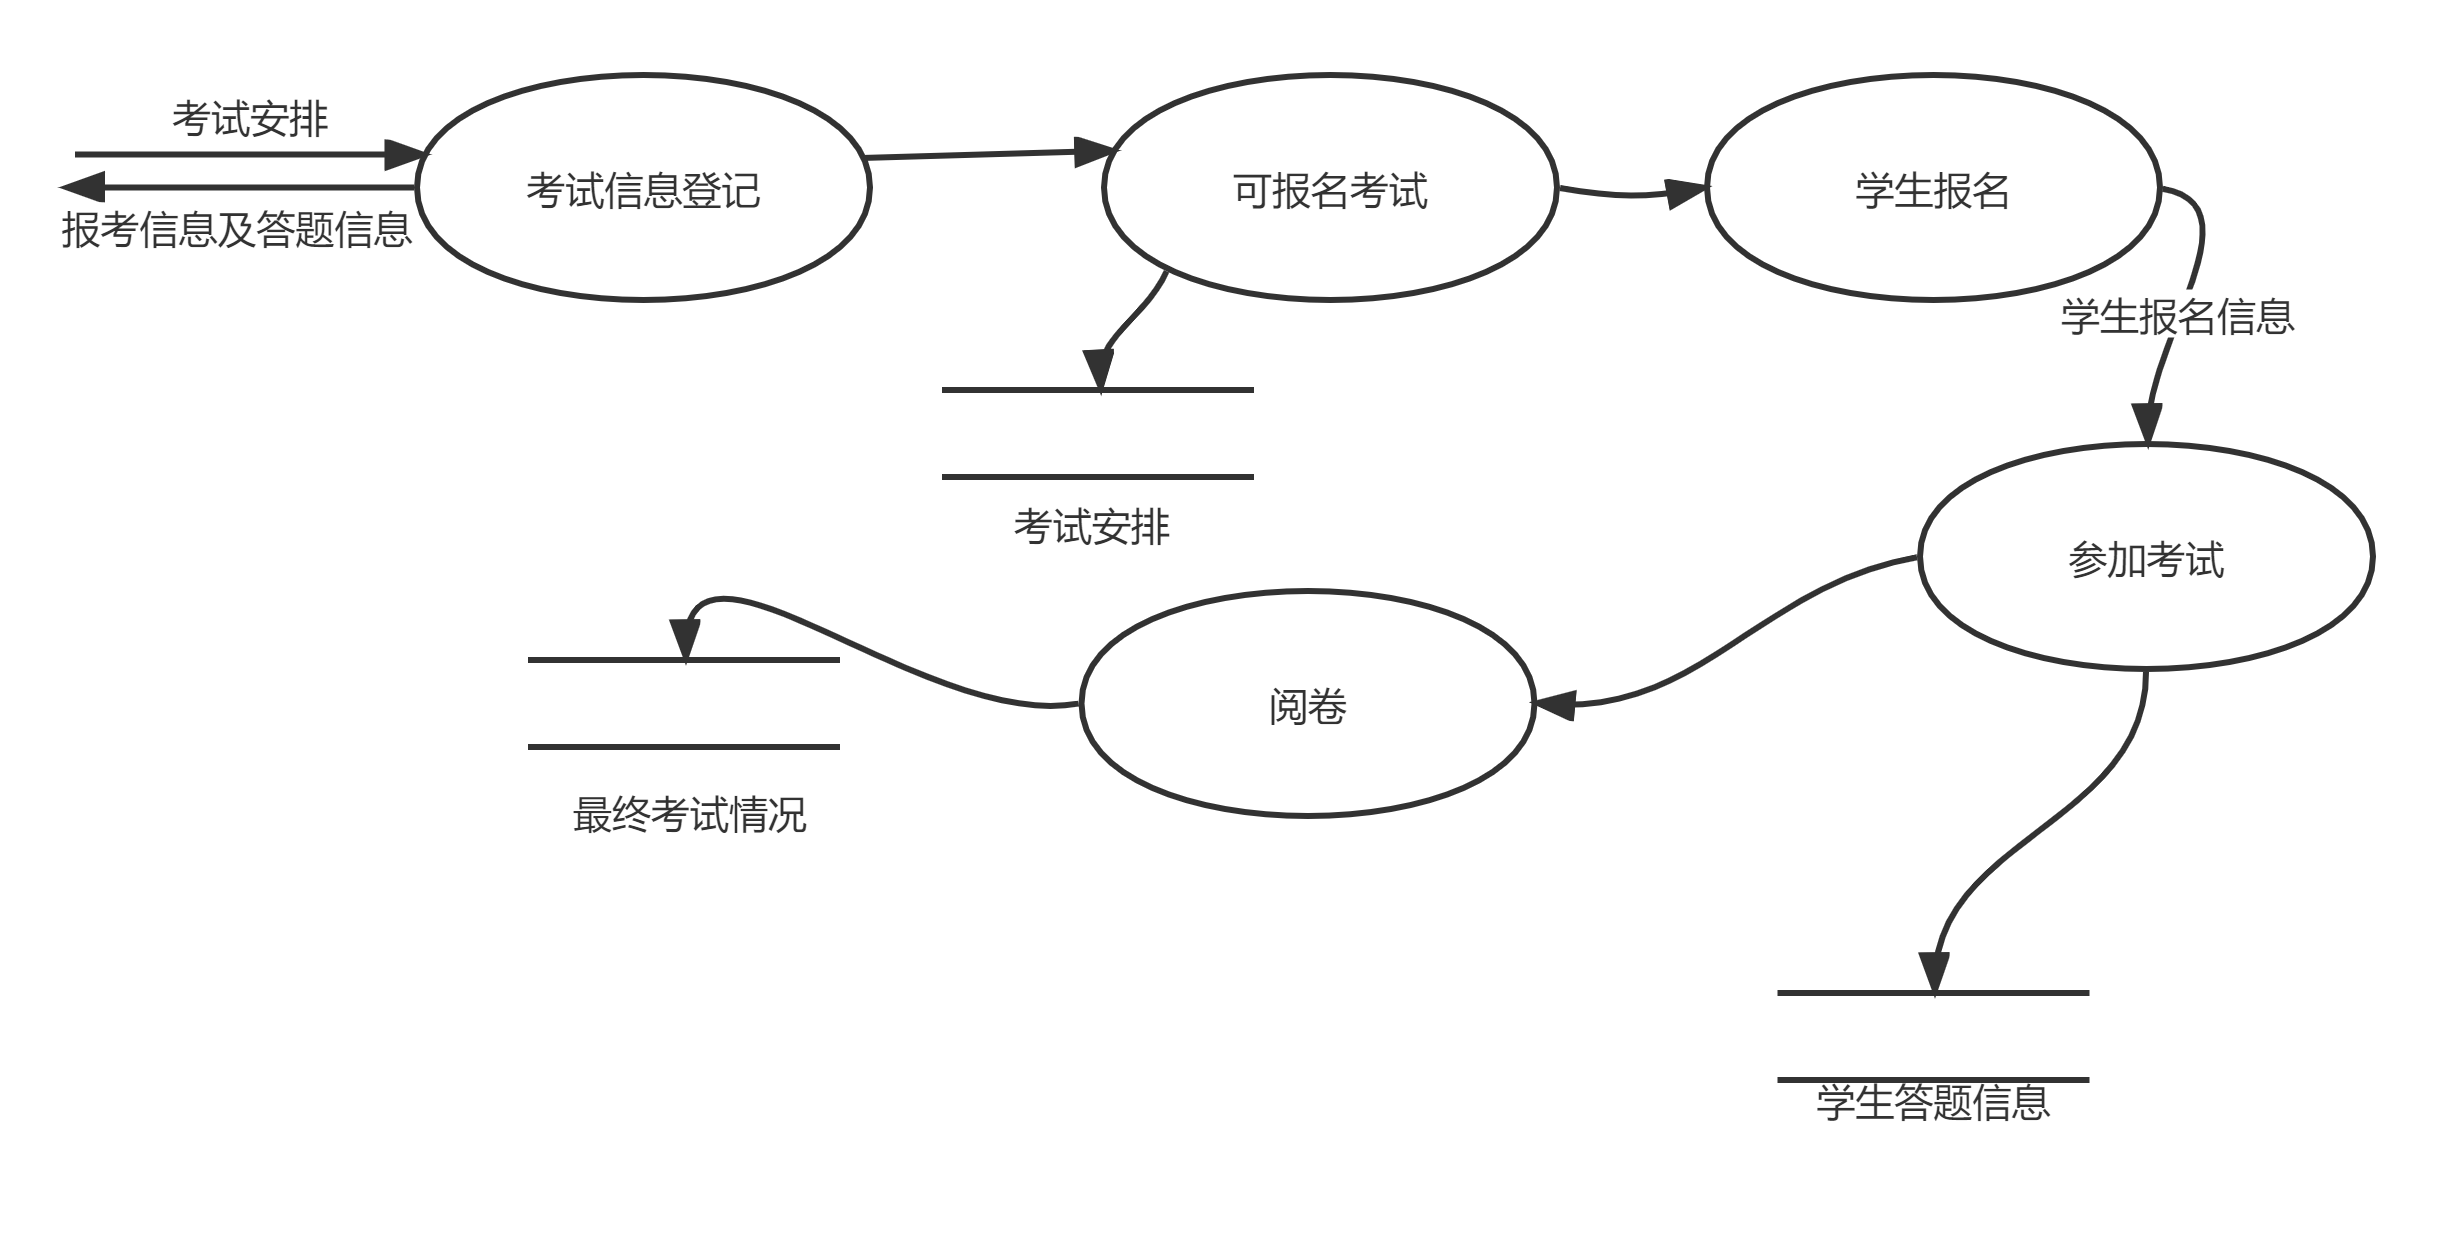 考试安排
考试信息登记
可报名考试
学生报名
报考信息及答题信息
学生报名信息
考试安排
参加考试
阅卷
最终考试情况
学生答题信息